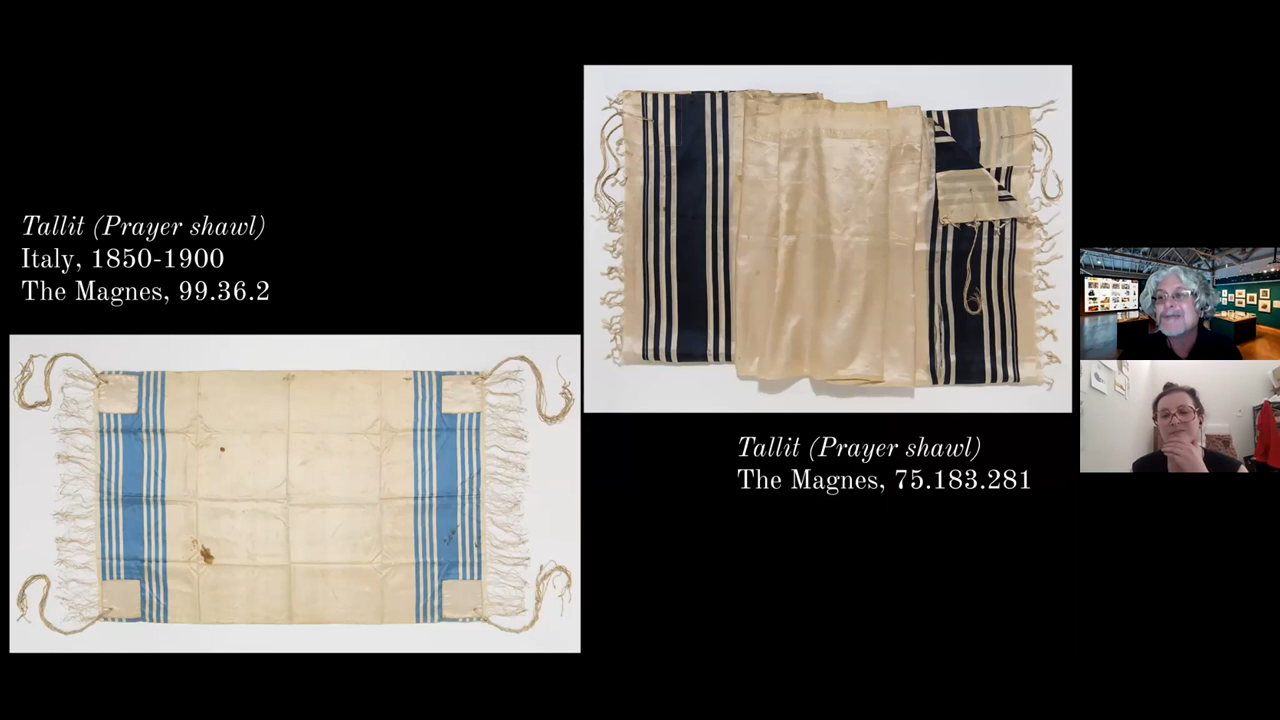 Tallit (Prayer shawl)
Italy, 1850-1900
The Magnes, 99.36.2
Tallit (Prayer shawl)
The Magnes, 75.183.281